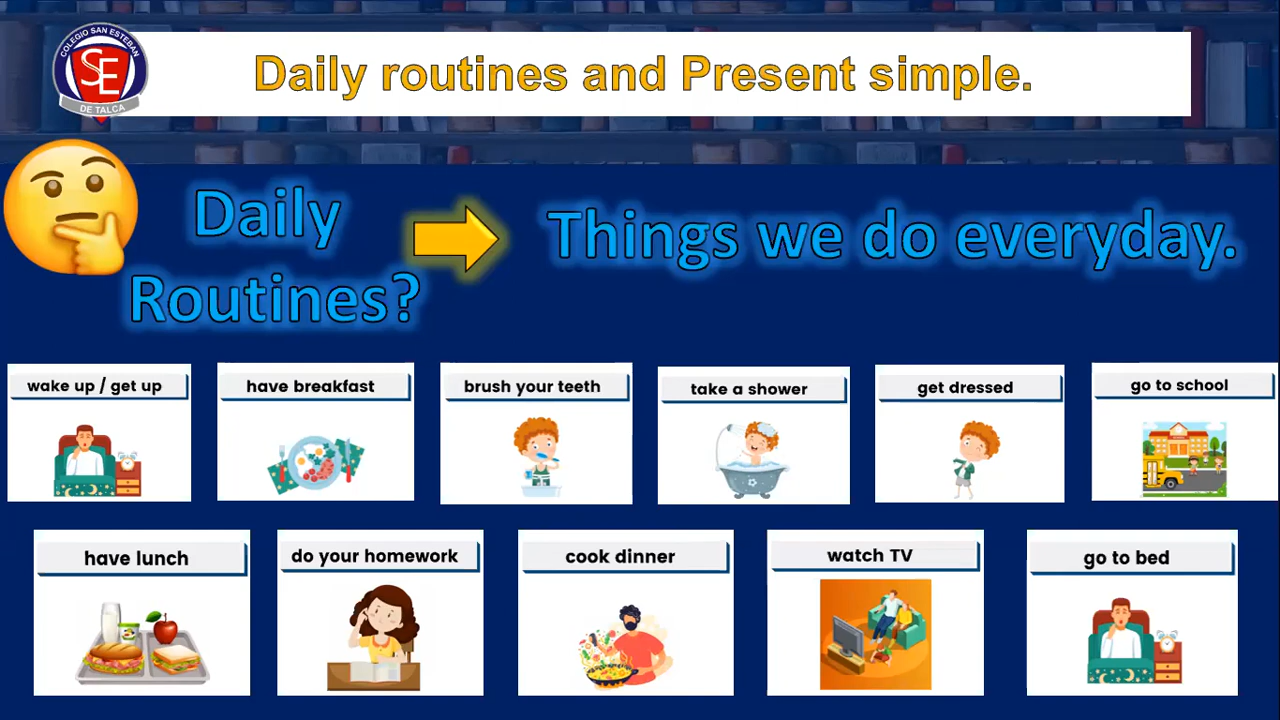 COLEGIO SAN ESTEBAN
SE
DE TALCA
Daily routines and Present simple.
Daily
Routines?
Things we do everyday.
wake up / get up
have breakfast
brush your teeth
take a shower
get dressed
go to school
have lunch
do your homework
cook dinner
watch TV
go to bed